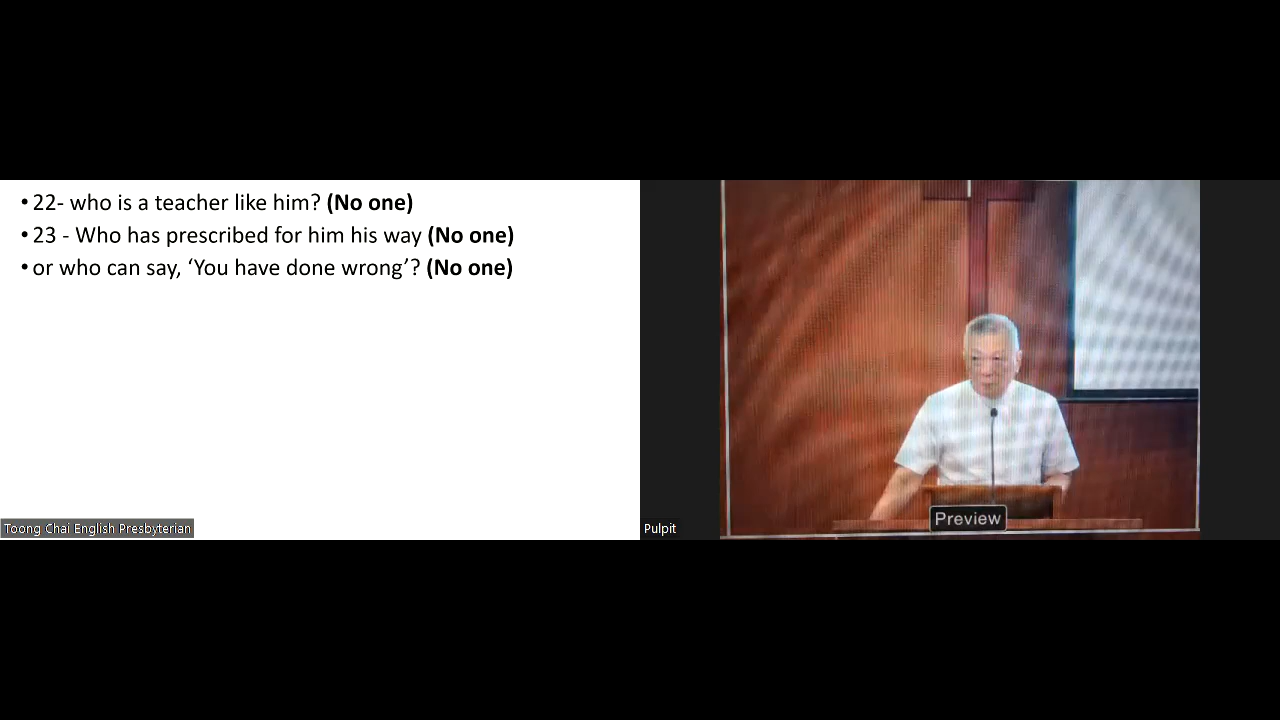 • 22- who is a teacher like him? (No one)
• 23 - Who has prescribed for him his way (No one)
• or who can say, ‘You have done wrong’? (No one)
Toong Chai English Presbyterian
Pulpit
Preview